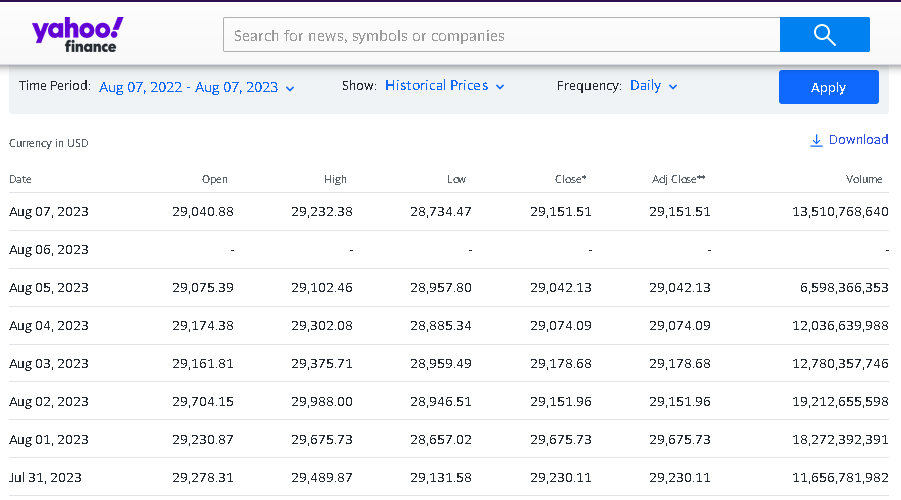 yahoo!
finance
Search for news, symbols or companies
Time Period: Aug 07, 2022 - Aug 07, 2023 Show: Historical Prices Frequency: Daily Apply
Currency in USD Download
Date Open High Low Close* Adj Close** Volume
Aug 07, 2023 29,040.88 29,232.38 28,734.47 29,151.51 29,151.51 13,510,768,640
Aug 06, 2023 - - - - - -
Aug 05, 2023 29,075.39 29,102.46 28,957.80 29,042.13 29,042.13 6,598,366,353
Aug 04, 2023 29,174.38 29,302.08 28,885.34 29,074.09 29,074.09 12,036,639,988
Aug 03, 2023 29,161.81 29,375.71 28,959.49 29,178.68 29,178.68 12,780,357,746
Aug 02, 2023 29,704.15 29,988.00 28,946.51 29,151.96 29,151.96 19,212,655,598
Aug 01, 2023 29,230.87 29,675.73 28,657.02 29,675.73 29,675.73 18,272,392,391
Jul 31, 2023 29,278.31 29,489.87 29,131.58 29,230.11 29,230.11 11,656,781,982